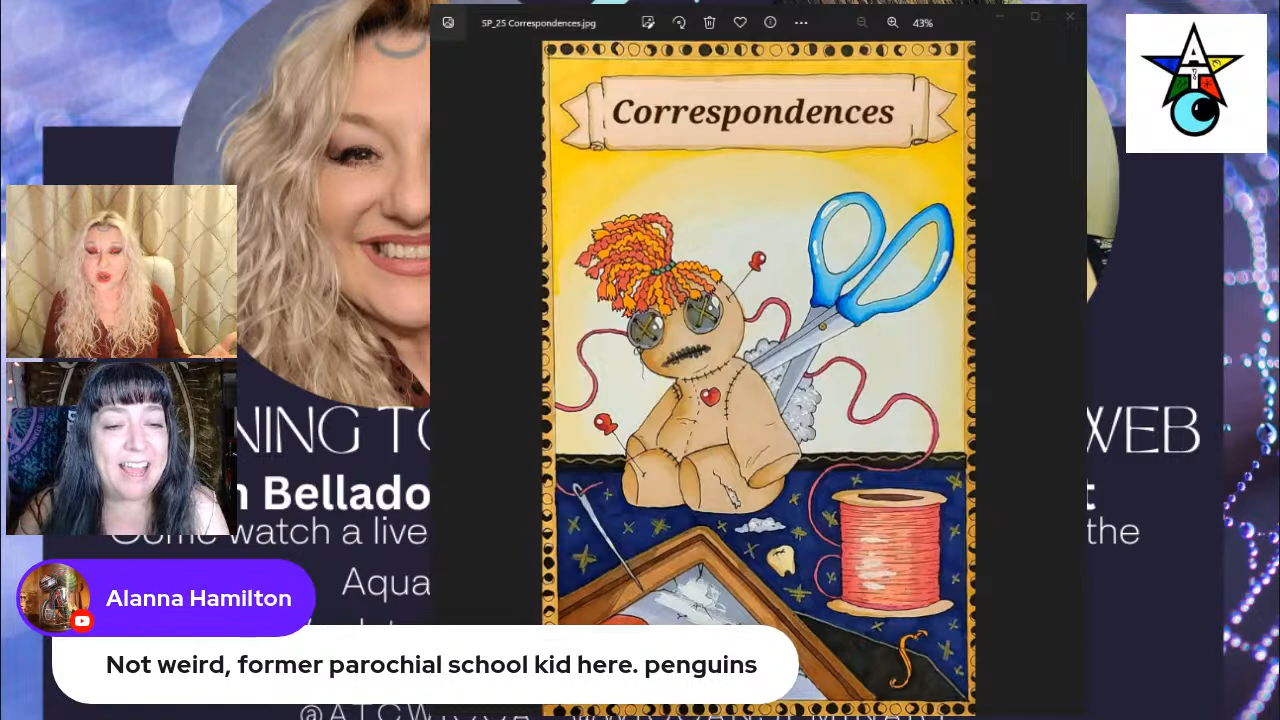 SP_25 Correspondences.jpg
43%
Correspondences
NING TO
WEB
Bellado
Come watch a live
the
Aqua
Alanna Hamilton
Not weird, former parochial school kid here. penguins